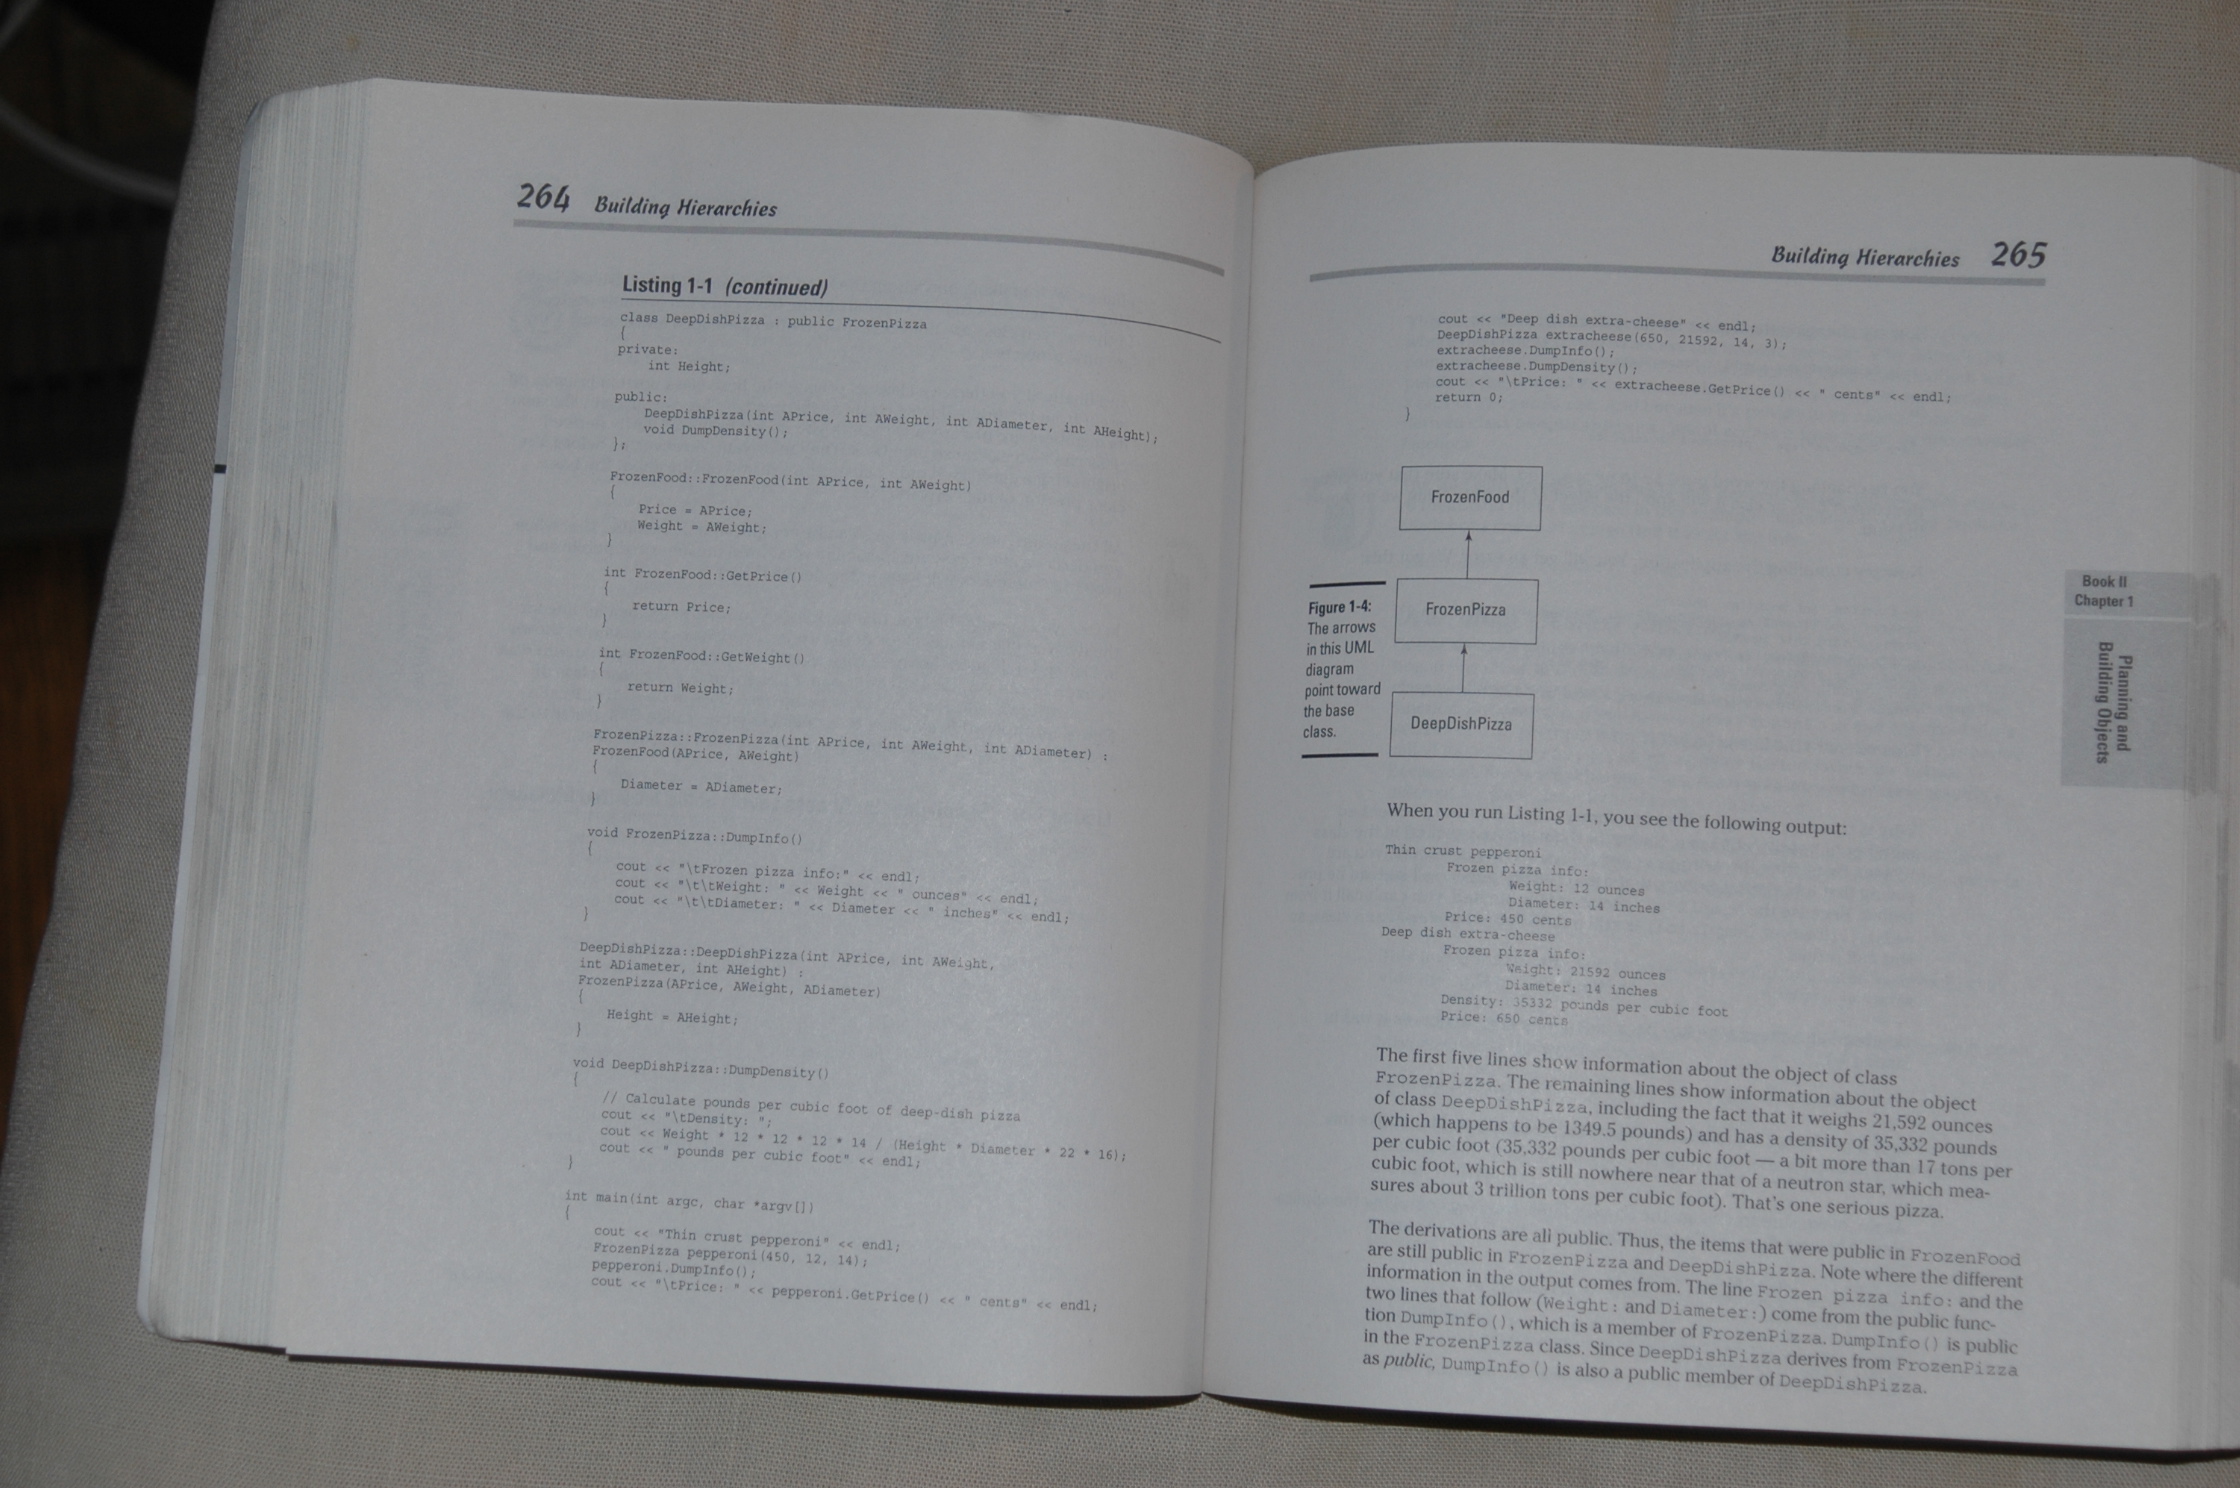 264 Building Hierarchies
Listing 1-1 (continued)
class DeepDishPizza : public FrozenPizza
{
private:
    int Height;
public:
    DeepDishPizza(int APrice, int AWeight, int ADiameter, int AHeight);
    void DumpDensity();
};
FrozenFood::FrozenFood(int APrice, int AWeight)
{
    Price = APrice;
    Weight = AWeight;
}
int FrozenFood::GetPrice()
{
    return Price;
}
int FrozenFood::GetWeight()
{
    return Weight;
}
FrozenPizza::FrozenPizza(int APrice, int AWeight, int ADiameter) :
FrozenFood(APrice, AWeight)
{
    Diameter = ADiameter;
}
void FrozenPizza::DumpInfo()
{
    cout << "\tFrozen pizza info:" << endl;
    cout << "\t\tWeight: " << Weight << " ounces" << endl;
    cout << "\t\tDiameter: " << Diameter << " inches" << endl;
}
DeepDishPizza::DeepDishPizza(int APrice, int AWeight,
int ADiameter, int AHeight) :
FrozenPizza(APrice, AWeight, ADiameter)
{
    Height = AHeight;
}
void DeepDishPizza::DumpDensity()
{
    // Calculate pounds per cubic foot of deep-dish pizza
    cout << "\tDensity: ";
    cout << Weight * 12 * 12 * 12 * 14 / (Height * Diameter * 22 * 16);
    cout << " pounds per cubic foot" << endl;
}
int main(int argc, char *argv[])
{
    cout << "Thin crust pepperoni" << endl;
    FrozenPizza pepperoni(450, 12, 14);
    pepperoni.DumpInfo();
    cout << "\tPrice: " << pepperoni.GetPrice() << " cents" << endl;
Building Hierarchies 265
    cout << "Deep dish extra-cheese" << endl;
    DeepDishPizza extracheese(650, 21592, 14, 3);
    extracheese.DumpInfo();
    extracheese.DumpDensity();
    cout << "\tPrice: " << extracheese.GetPrice() << " cents" << endl;
    return 0;
}
FrozenFood
FrozenPizza
DeepDishPizza
Figure 1-4:
The arrows
in this UML
diagram
point toward
the base
class.
Book II
Chapter 1
Planning and
Building Objects
When you run Listing 1-1, you see the following output:
Thin crust pepperoni
        Frozen pizza info:
                Weight: 12 ounces
                Diameter: 14 inches
        Price: 450 cents
Deep dish extra-cheese
        Frozen pizza info:
                Weight: 21592 ounces
                Diameter: 14 inches
        Density: 35332 pounds per cubic foot
        Price: 650 cents
The first five lines show information about the object of class
FrozenPizza. The remaining lines show information about the object
of class DeepDishPizza, including the fact that it weighs 21,592 ounces
(which happens to be 1349.5 pounds) and has a density of 35,332 pounds
per cubic foot (35,332 pounds per cubic foot — a bit more than 17 tons per
cubic foot, which is still nowhere near that of a neutron star, which mea-
sures about 3 trillion tons per cubic foot). That's one serious pizza.
The derivations are all public. Thus, the items that were public in FrozenFood
are still public in FrozenPizza and DeepDishPizza. Note where the different
information in the output comes from. The line Frozen pizza info: and the
two lines that follow (Weight: and Diameter:) come from the public func-
tion DumpInfo(), which is a member of FrozenPizza. DumpInfo() is public
in the FrozenPizza class. Since DeepDishPizza derives from FrozenPizza
as public, DumpInfo() is also a public member of DeepDishPizza.